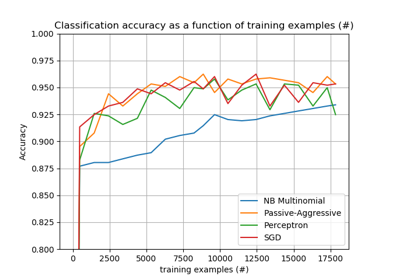 Classification accuracy as a function of training examples (#)
1.000
0.975
0.950
0.925
0.900
0.875
0.850
0.825
0.800
Accuracy
NB Multinomial
Passive-Aggressive
Perceptron
SGD
0 2500 5000 7500 10000 12500 15000 17500
training examples (#)